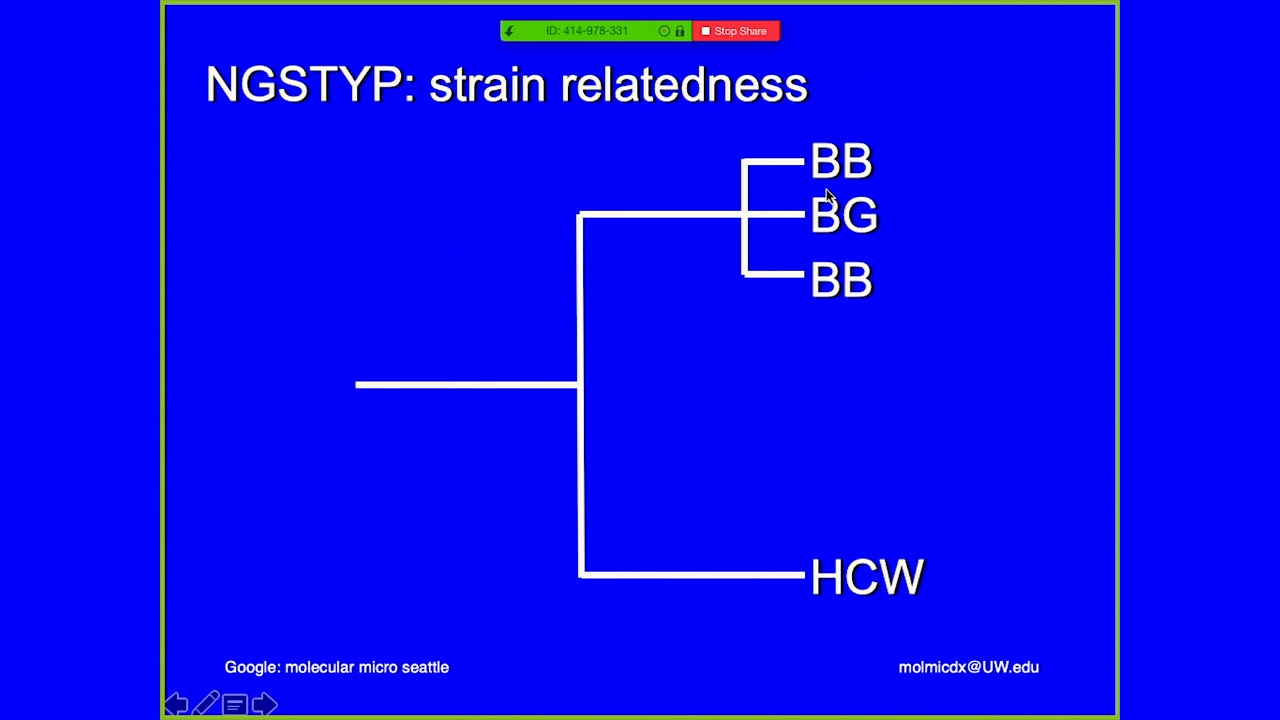 ID: 414-978-331
Stop Share
NGSTYP: strain relatedness
BB
BG
BB
HCW
Google: molecular micro seattle
molmicdx@UW.edu